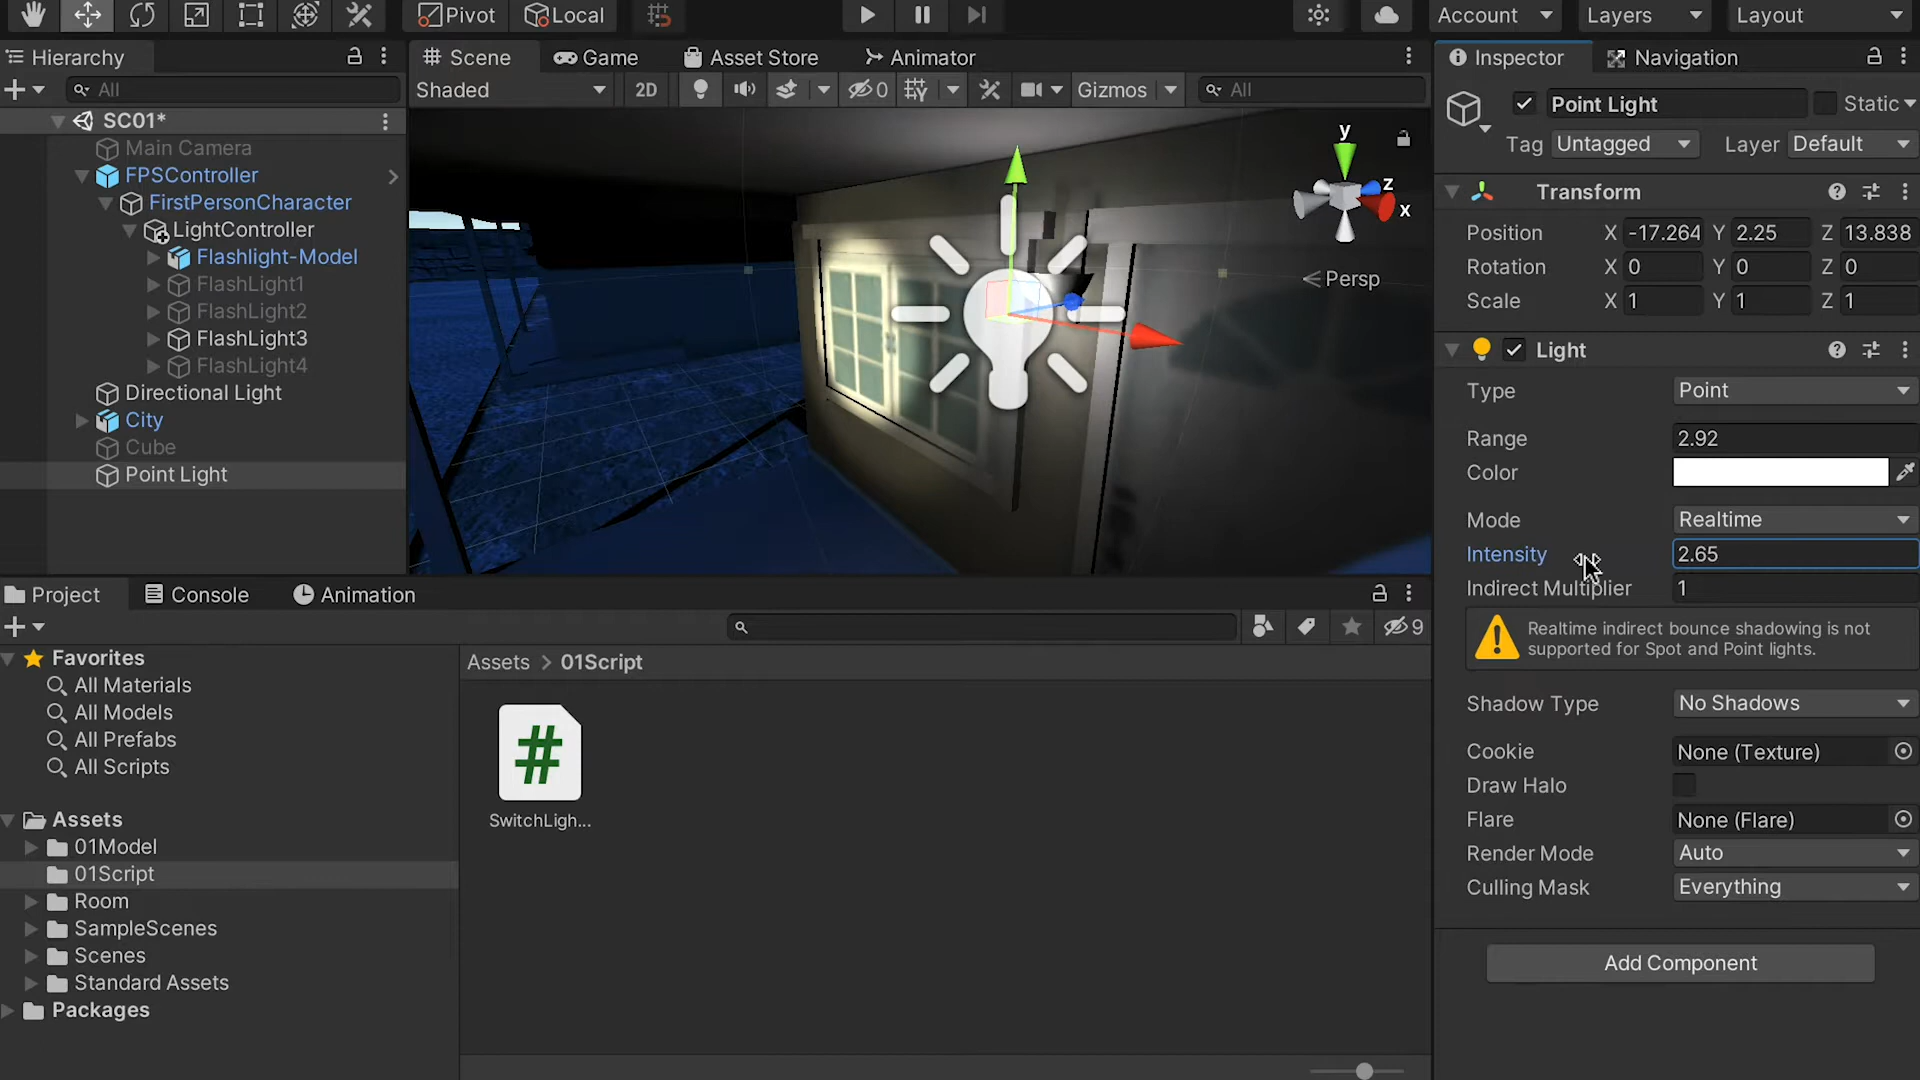 Pivot
Local
Account
Layers
Layout
Hierarchy
Scene
Game
Asset Store
Animator
Inspector
Navigation
All
Shaded
2D
0
Gizmos
All
SC01*
Main Camera
FPSController
FirstPersonCharacter
LightController
Flashlight-Model
FlashLight1
FlashLight2
FlashLight3
FlashLight4
Directional Light
City
Cube
Point Light
y
z
x
Persp
Point Light
Static
Tag Untagged Layer Default
Transform
Position X -17.264 Y 2.25 Z 13.838
Rotation X 0 Y 0 Z 0
Scale X 1 Y 1 Z 1
Light
Type Point
Range 2.92
Color
Mode Realtime
Intensity 2.65
Indirect Multiplier 1
Realtime indirect bounce shadowing is not
supported for Spot and Point lights.
Shadow Type No Shadows
Cookie None (Texture)
Draw Halo
Flare None (Flare)
Render Mode Auto
Culling Mask Everything
Add Component
Project
Console
Animation
9
Favorites
All Materials
All Models
All Prefabs
All Scripts
Assets
01Model
01Script
Room
SampleScenes
Scenes
Standard Assets
Packages
Assets > 01Script
#
SwitchLigh...